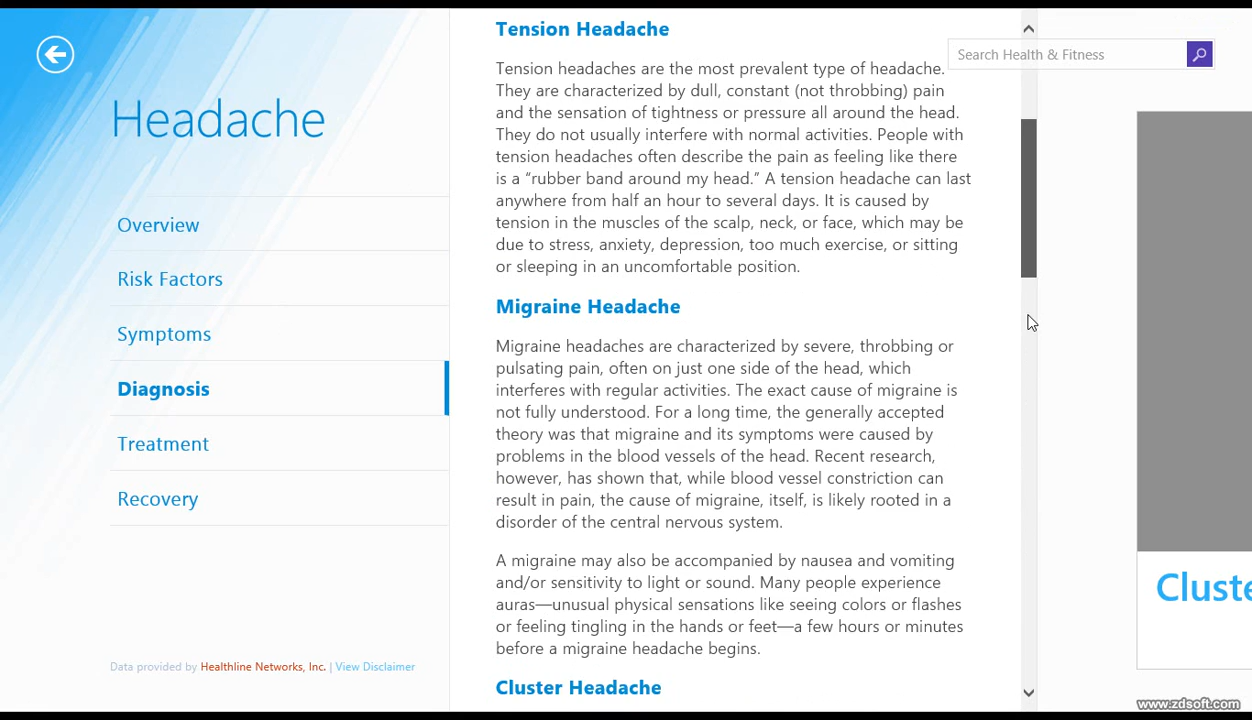 Headache
Overview
Risk Factors
Symptoms
Diagnosis
Treatment
Recovery
Data provided by Healthline Networks, Inc. | View Disclaimer
Tension Headache
Tension headaches are the most prevalent type of headache.
They are characterized by dull, constant (not throbbing) pain
and the sensation of tightness or pressure all around the head.
They do not usually interfere with normal activities. People with
tension headaches often describe the pain as feeling like there
is a “rubber band around my head.” A tension headache can last
anywhere from half an hour to several days. It is caused by
tension in the muscles of the scalp, neck, or face, which may be
due to stress, anxiety, depression, too much exercise, or sitting
or sleeping in an uncomfortable position.
Migraine Headache
Migraine headaches are characterized by severe, throbbing or
pulsating pain, often on just one side of the head, which
interferes with regular activities. The exact cause of migraine is
not fully understood. For a long time, the generally accepted
theory was that migraine and its symptoms were caused by
problems in the blood vessels of the head. Recent research,
however, has shown that, while blood vessel constriction can
result in pain, the cause of migraine, itself, is likely rooted in a
disorder of the central nervous system.
A migraine may also be accompanied by nausea and vomiting
and/or sensitivity to light or sound. Many people experience
auras—unusual physical sensations like seeing colors or flashes
or feeling tingling in the hands or feet—a few hours or minutes
before a migraine headache begins.
Cluster Headache
Search Health & Fitness
Cluste
www.zdsoft.com